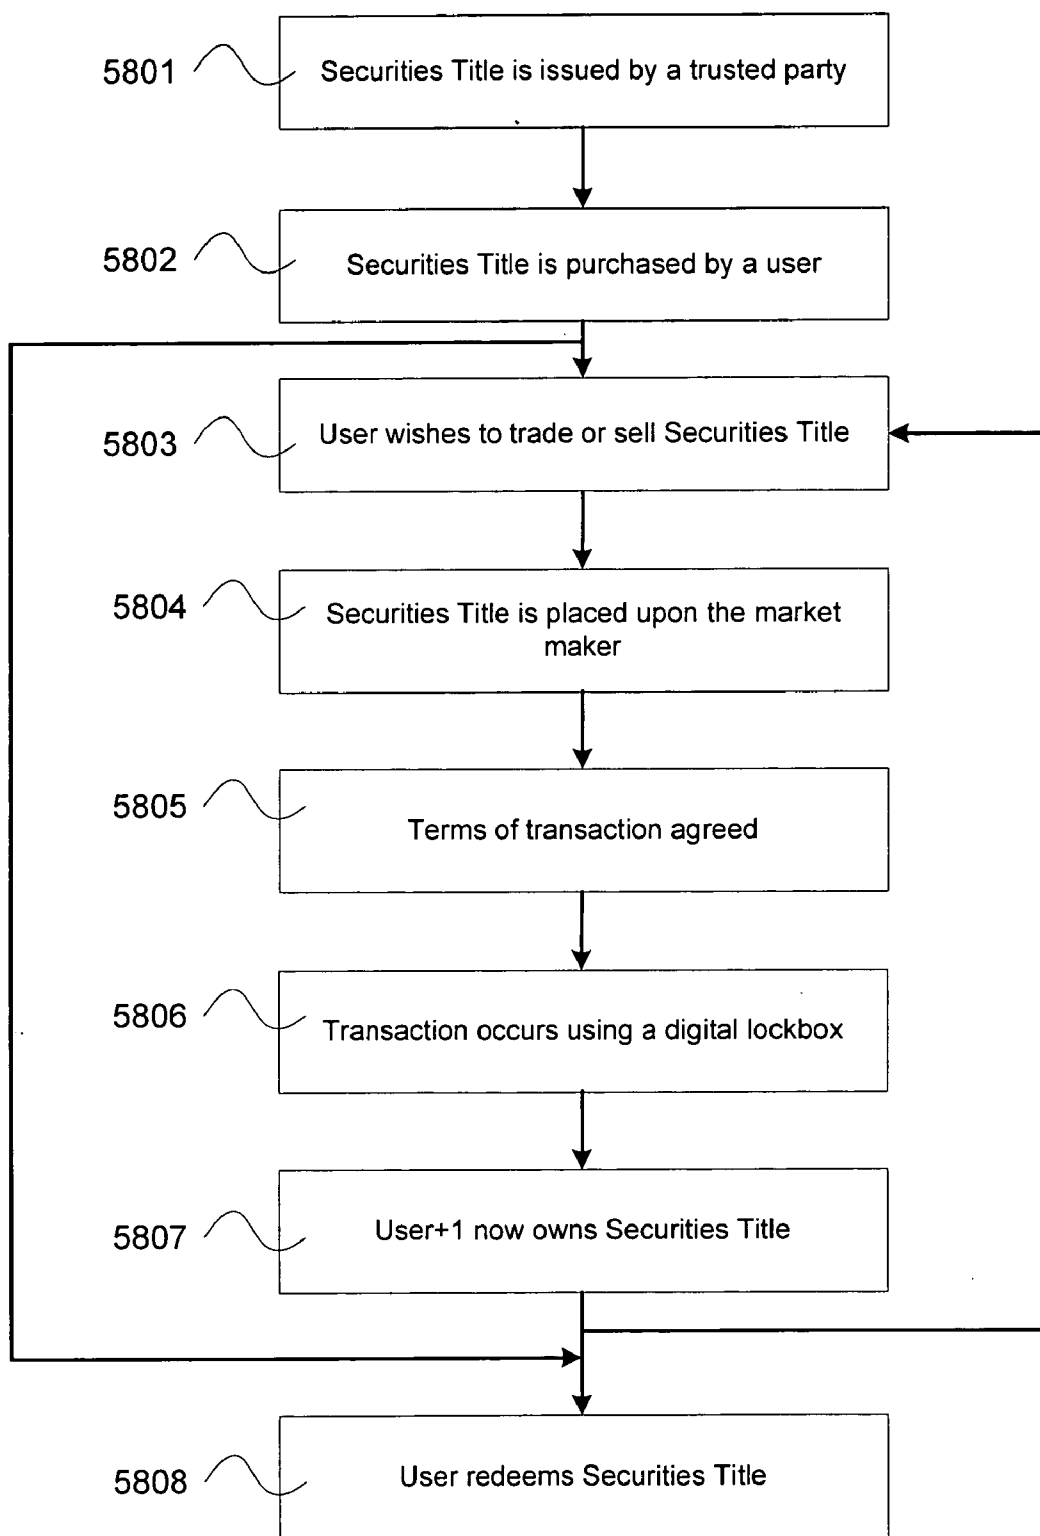 5801
Securities Title is issued by a trusted party
5802
Securities Title is purchased by a user
5803
User wishes to trade or sell Securities Title
5804
Securities Title is placed upon the market
maker
5805
Terms of transaction agreed
5806
Transaction occurs using a digital lockbox
5807
User+1 now owns Securities Title
5808
User redeems Securities Title